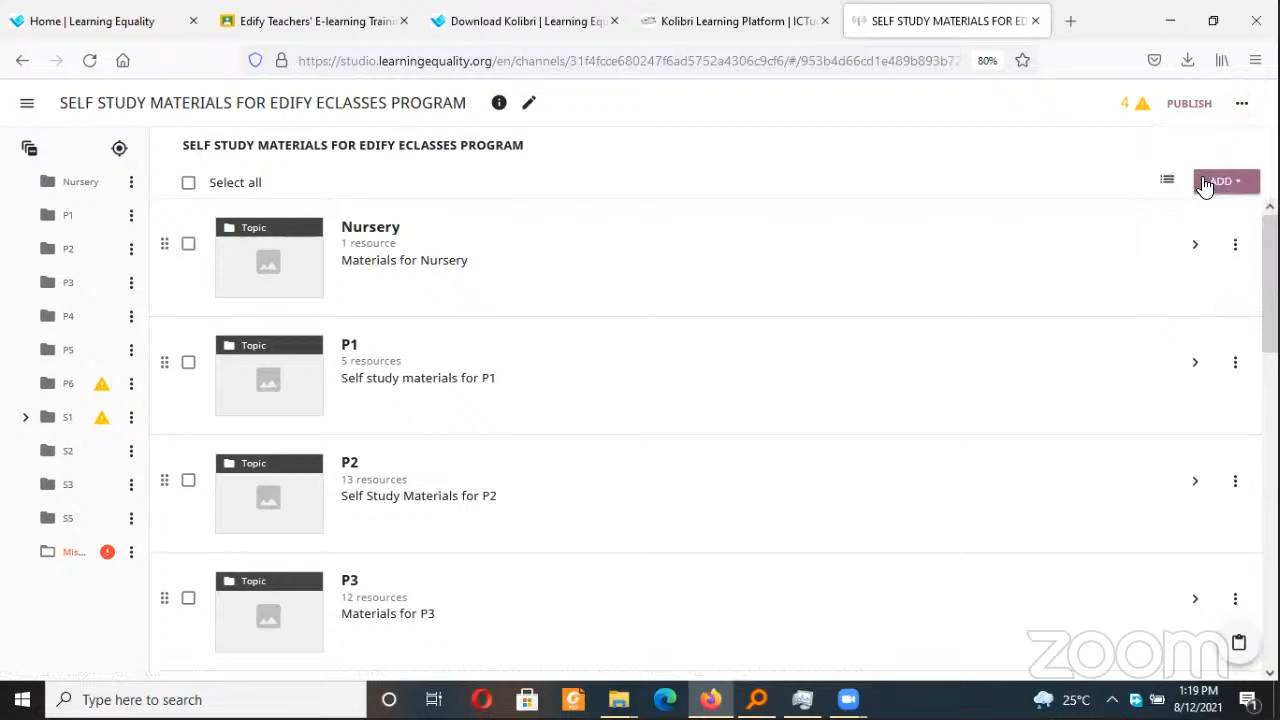 Home | Learning Equality
Edify Teachers' E-learning Trainin
Download Kolibri | Learning Equ
Kolibri Learning Platform | ICTu
SELF STUDY MATERIALS FOR ED
https://studio.learningequality.org/en/channels/31f4fcce680247f6ad5752a4306c9cf6/#/953b4d66cd1e489b893b72
80%
SELF STUDY MATERIALS FOR EDIFY ECLASSES PROGRAM
4
PUBLISH
SELF STUDY MATERIALS FOR EDIFY ECLASSES PROGRAM
Select all
ADD
Nursery
P1
P2
P3
P4
P5
P6
S1
S2
S3
S5
Mis...
Topic
Nursery
1 resource
Materials for Nursery
Topic
P1
5 resources
Self study materials for P1
Topic
P2
13 resources
Self Study Materials for P2
Topic
P3
12 resources
Materials for P3
zoom
Type here to search
25°C
1:19 PM
8/12/2021
1